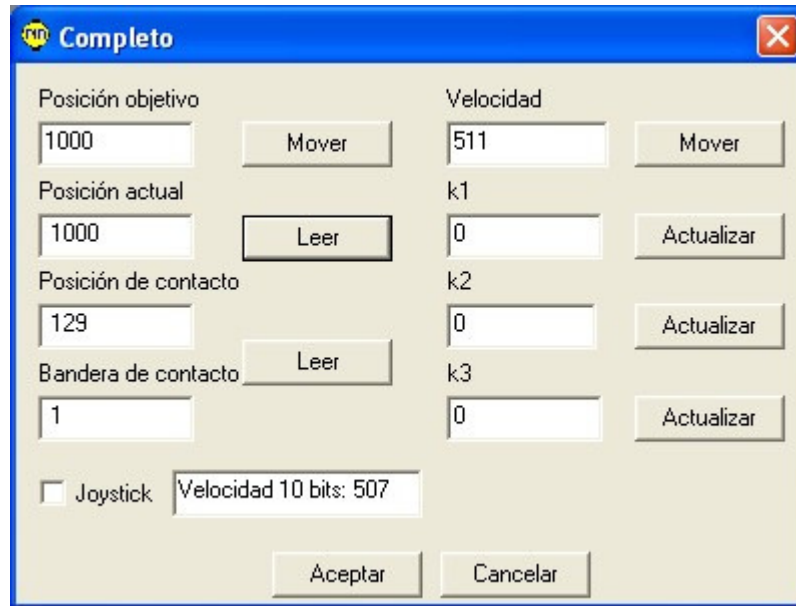 Completo
Posición objetivo
Velocidad
1000
Mover
511
Mover
Posición actual
k1
1000
Leer
0
Actualizar
Posición de contacto
k2
129
0
Actualizar
Leer
Bandera de contacto
k3
1
0
Actualizar
Joystick
Velocidad 10 bits: 507
Aceptar
Cancelar